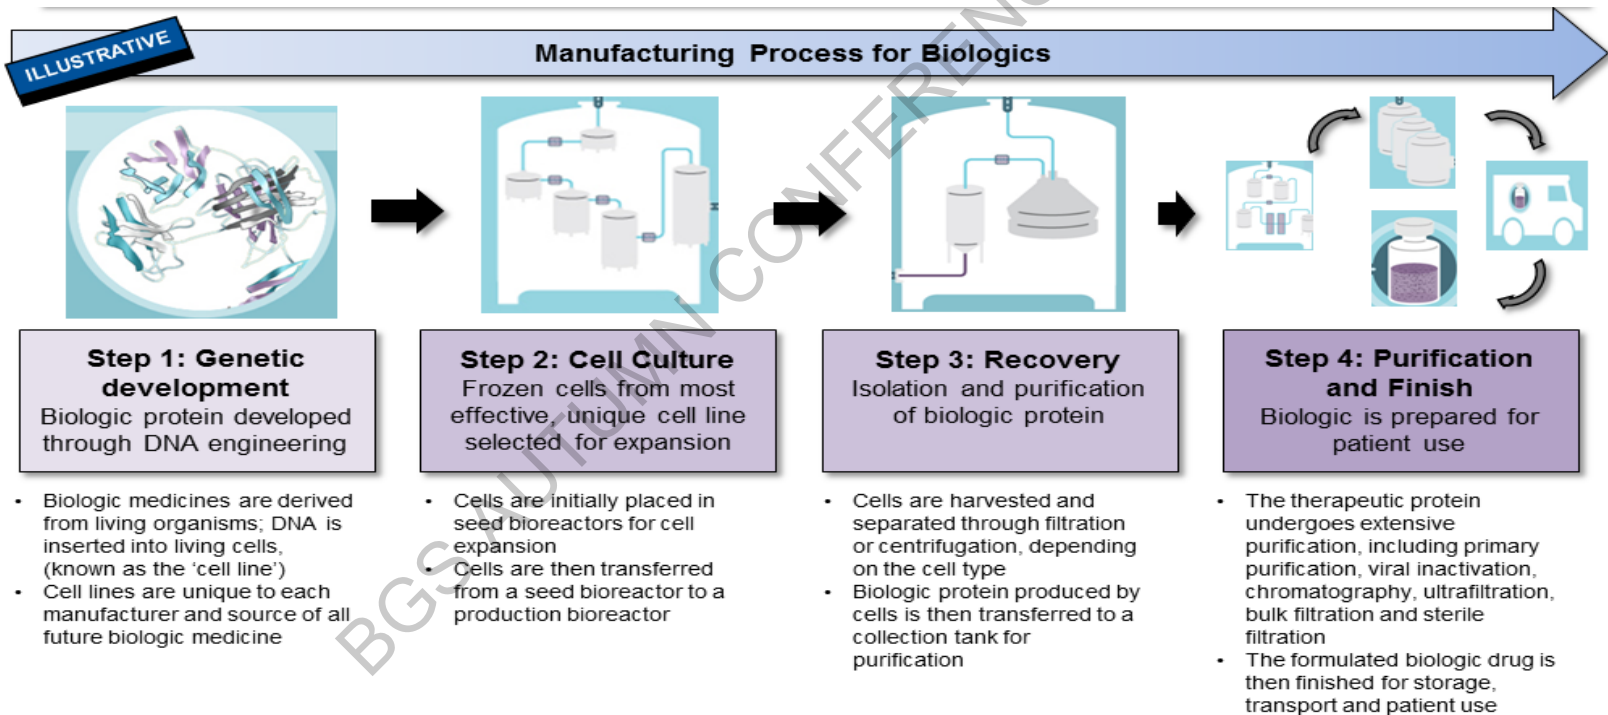 ILLUSTRATIVE
Manufacturing Process for Biologics
BGS AUTUMN CONFERENC
Step 1: Genetic
development
Biologic protein developed
through DNA engineering
• Biologic medicines are derived
from living organisms; DNA is
inserted into living cells,
(known as the ‘cell line’)
• Cell lines are unique to each
manufacturer and source of all
future biologic medicine
Step 2: Cell Culture
Frozen cells from most
effective, unique cell line
selected for expansion
• Cells are initially placed in
seed bioreactors for cell
expansion
• Cells are then transferred
from a seed bioreactor to a
production bioreactor
Step 3: Recovery
Isolation and purification
of biologic protein
• Cells are harvested and
separated through filtration
or centrifugation, depending
on the cell type
• Biologic protein produced by
cells is then transferred to a
collection tank for
purification
Step 4: Purification
and Finish
Biologic is prepared for
patient use
• The therapeutic protein
undergoes extensive
purification, including primary
purification, viral inactivation,
chromatography, ultrafiltration,
bulk filtration and sterile
filtration
• The formulated biologic drug is
then finished for storage,
transport and patient use